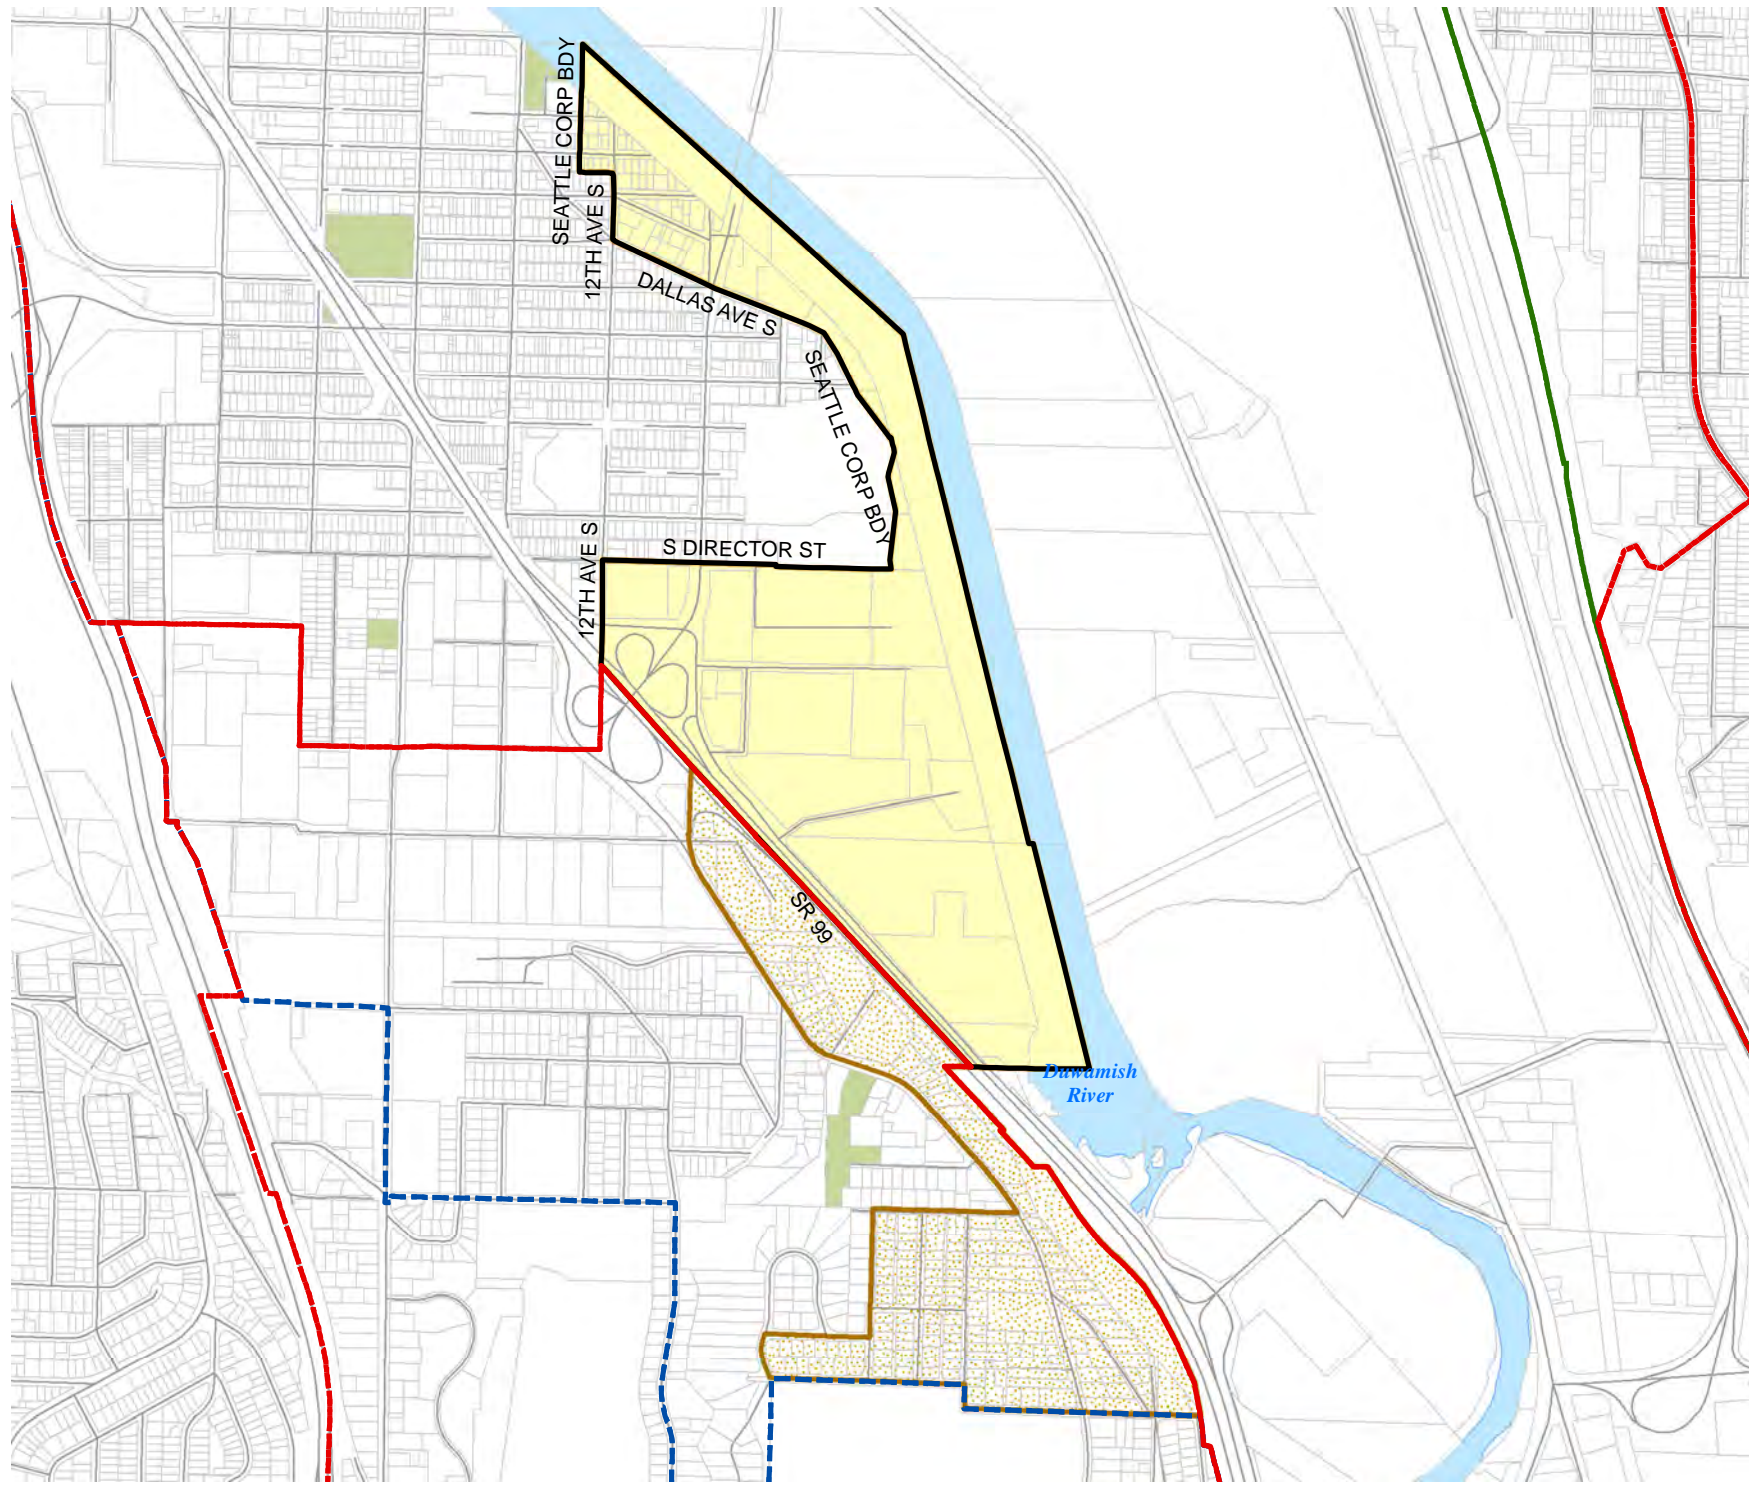 SEATTLE CORP BDY
12TH AVE S
DALLAS AVE S
SEATTLE CORP BDY
S DIRECTOR ST
12TH AVE S
SR 99
Duwamish
River